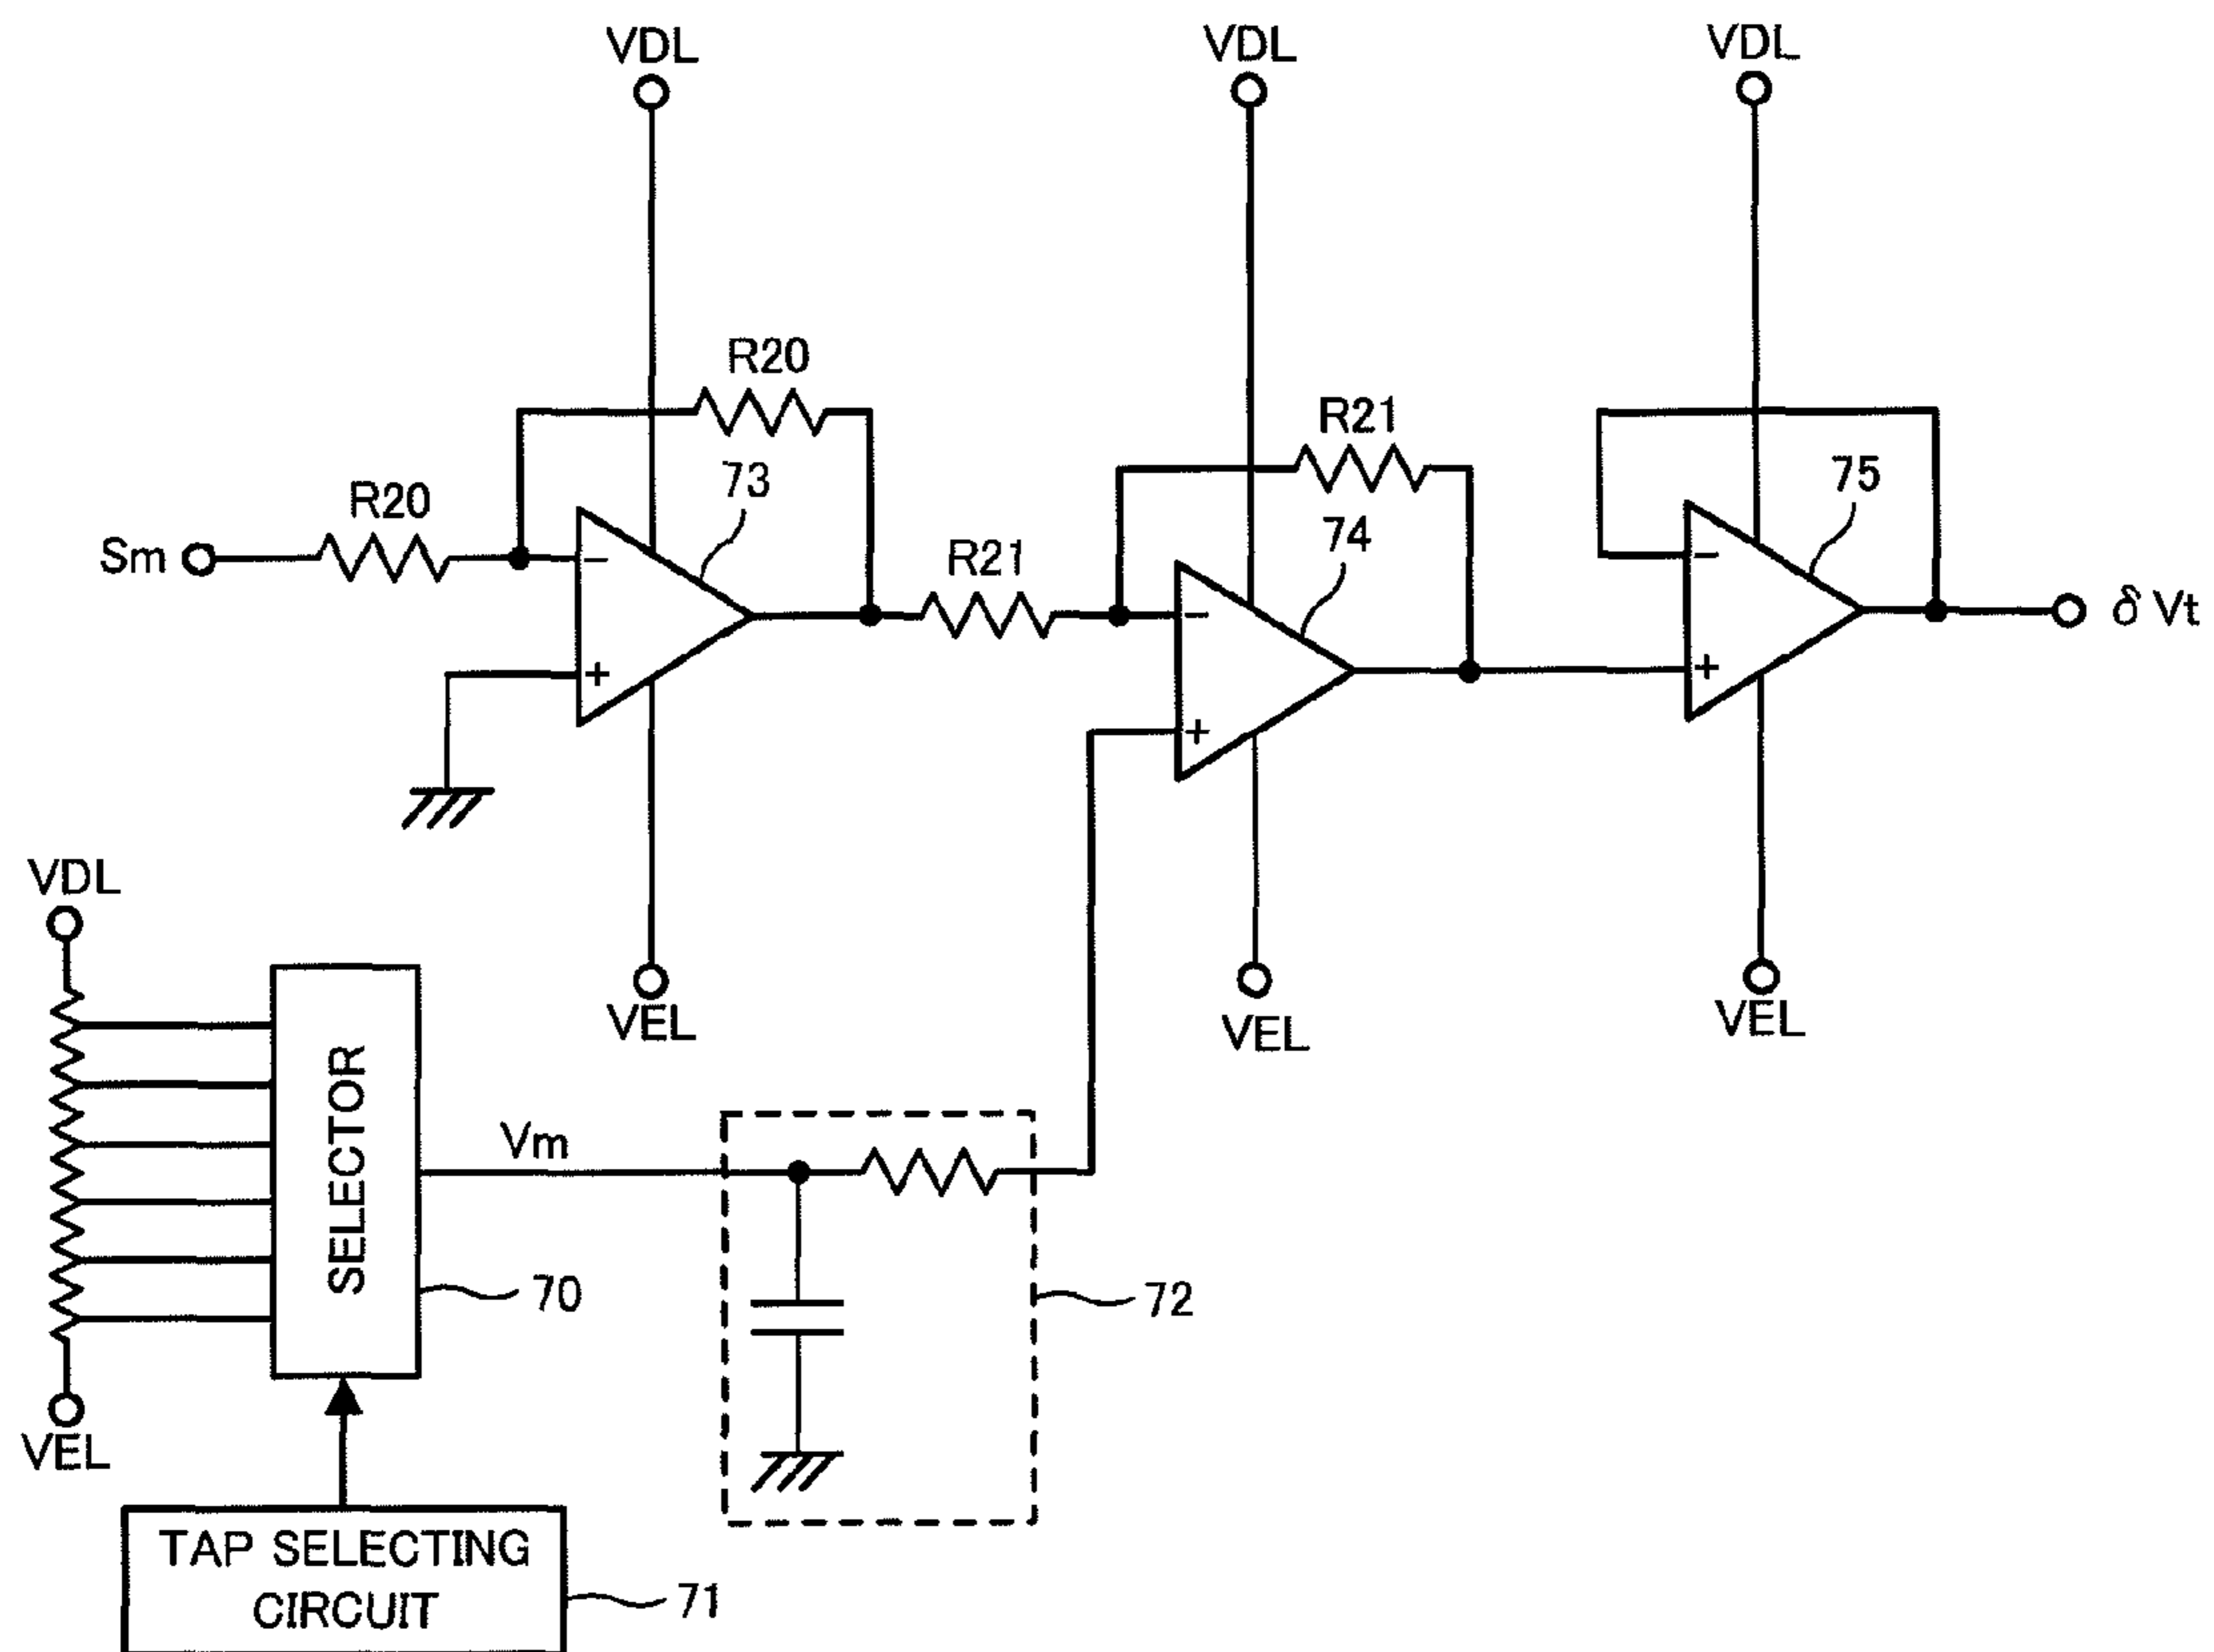 VDL
VDL
VDL
R20
R21
73
75
R20
74
Sm
R21
−
−
−
δ Vt
+
+
+
VDL
VEL
VEL
VEL
SELECTOR
Vm
70
72
VEL
TAP SELECTING
CIRCUIT
71